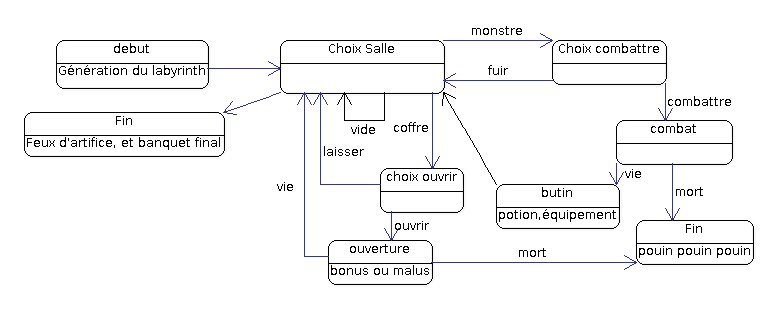 monstre
debut
Choix Salle
Choix combattre
Génération du labyrinth
fuir
combattre
Fin
vide
coffre
combat
Feux d'artifice, et banquet final
laisser
choix ouvrir
vie
vie
butin
mort
potion,équipement
ouvrir
Fin
ouverture
mort
pouin pouin pouin
bonus ou malus